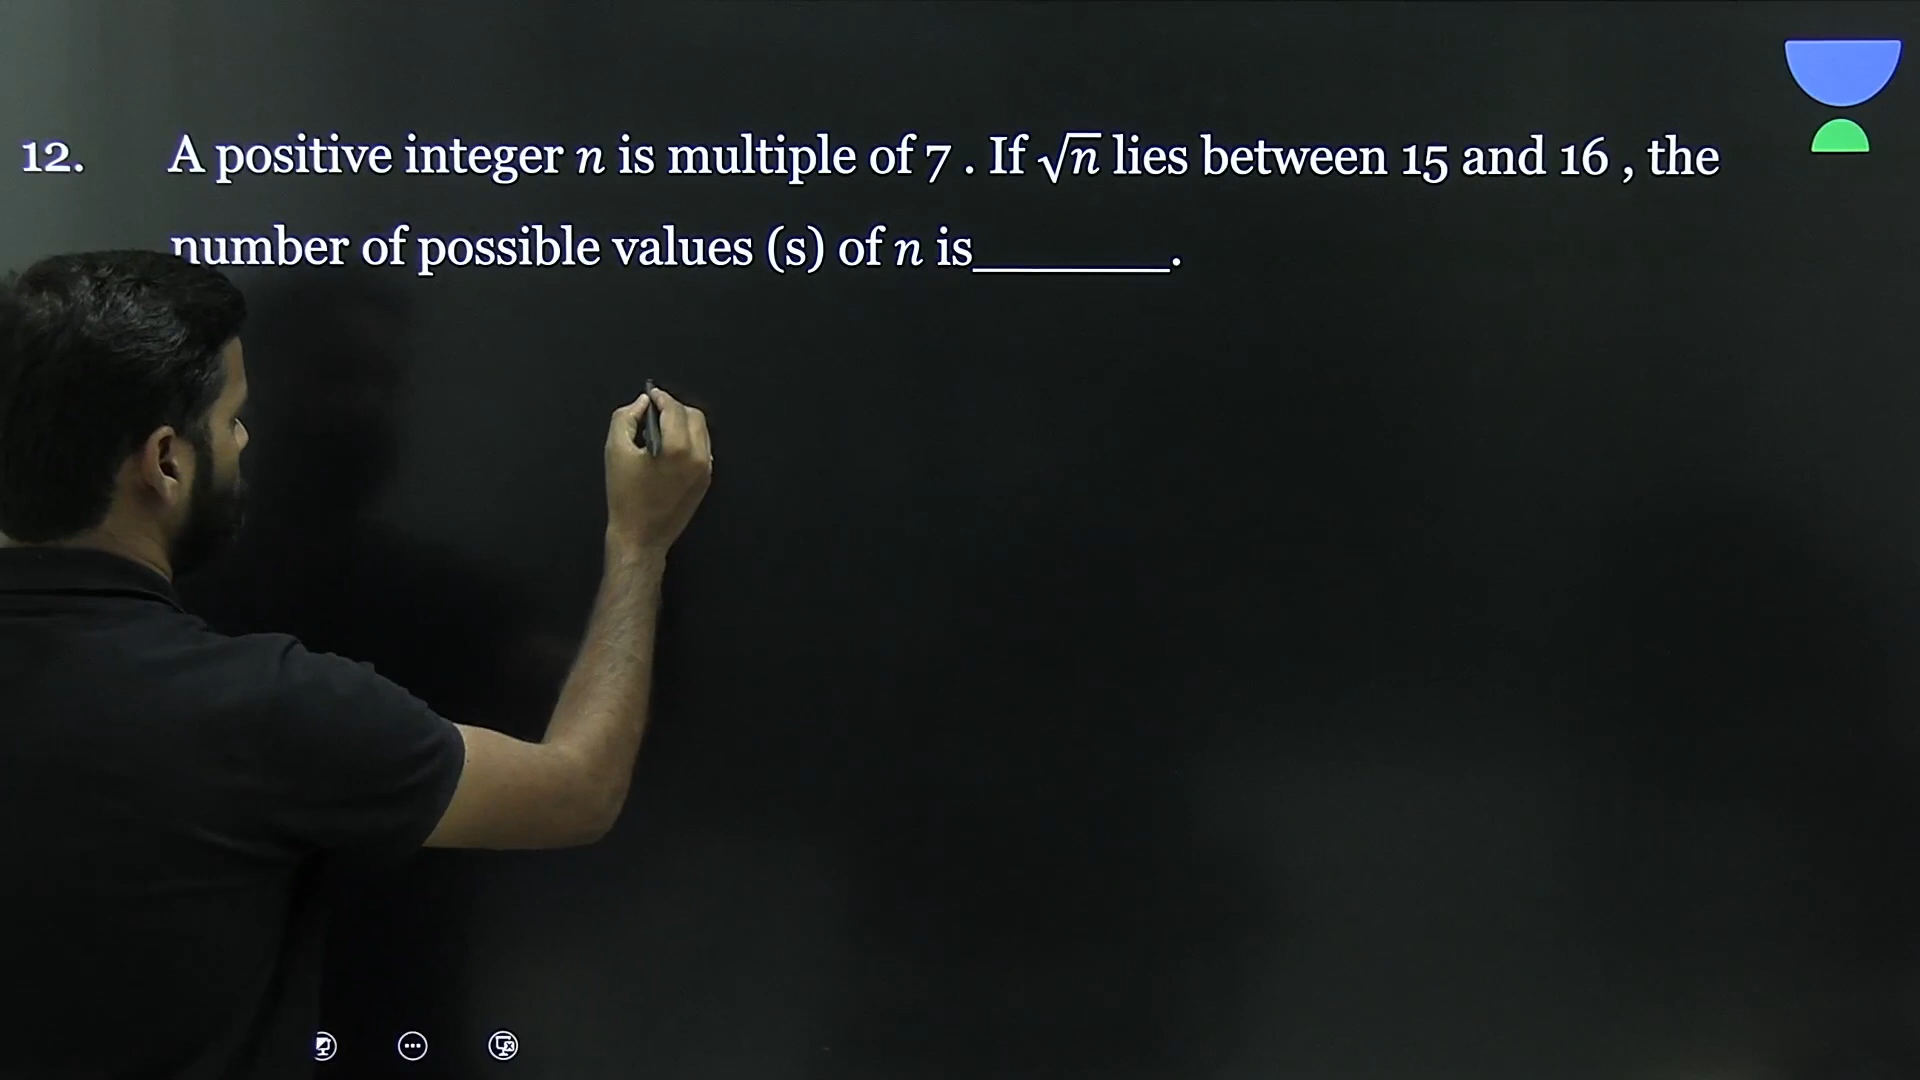 12. A positive integer n is multiple of 7 . If √n lies between 15 and 16 , the
number of possible values (s) of n is_______.